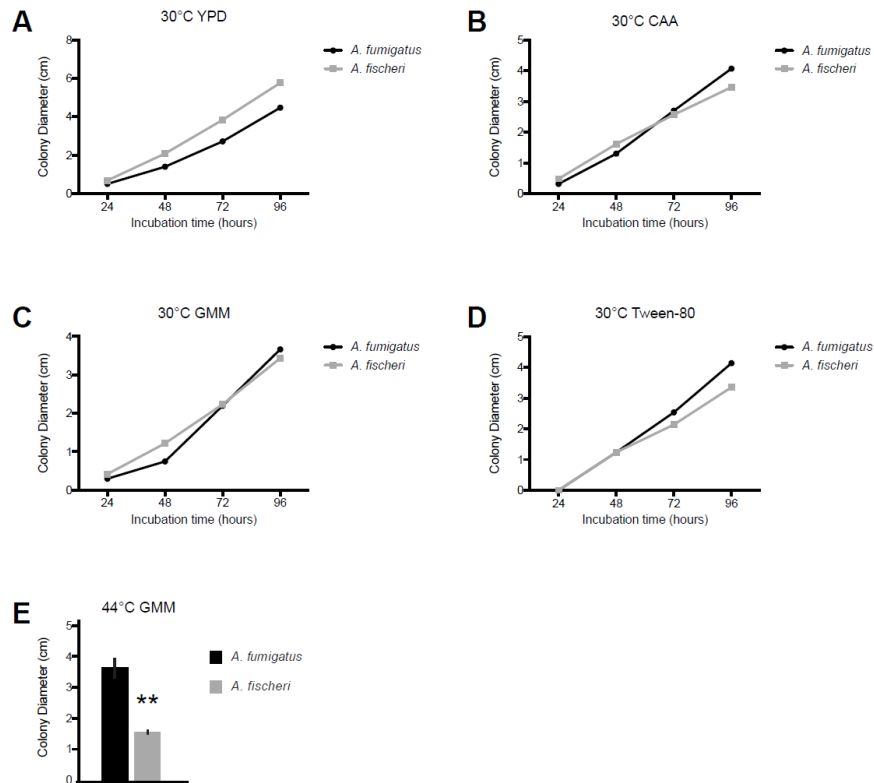 A
30°C YPD
8
6
4
2
0
Colony Diameter (cm)
24 48 72 96
Incubation time (hours)
A. fumigatus
A. fischeri
B
30°C CAA
5
4
3
2
1
0
Colony Diameter (cm)
24 48 72 96
Incubation time (hours)
A. fumigatus
A. fischeri
C
30°C GMM
4
3
2
1
0
Colony Diameter (cm)
24 48 72 96
Incubation time (hours)
A. fumigatus
A. fischeri
D
30°C Tween-80
5
4
3
2
1
0
Colony Diameter (cm)
24 48 72 96
Incubation time (hours)
A. fumigatus
A. fischeri
E
44°C GMM
5
4
3
2
1
0
Colony Diameter (cm)
**
A. fumigatus
A. fischeri